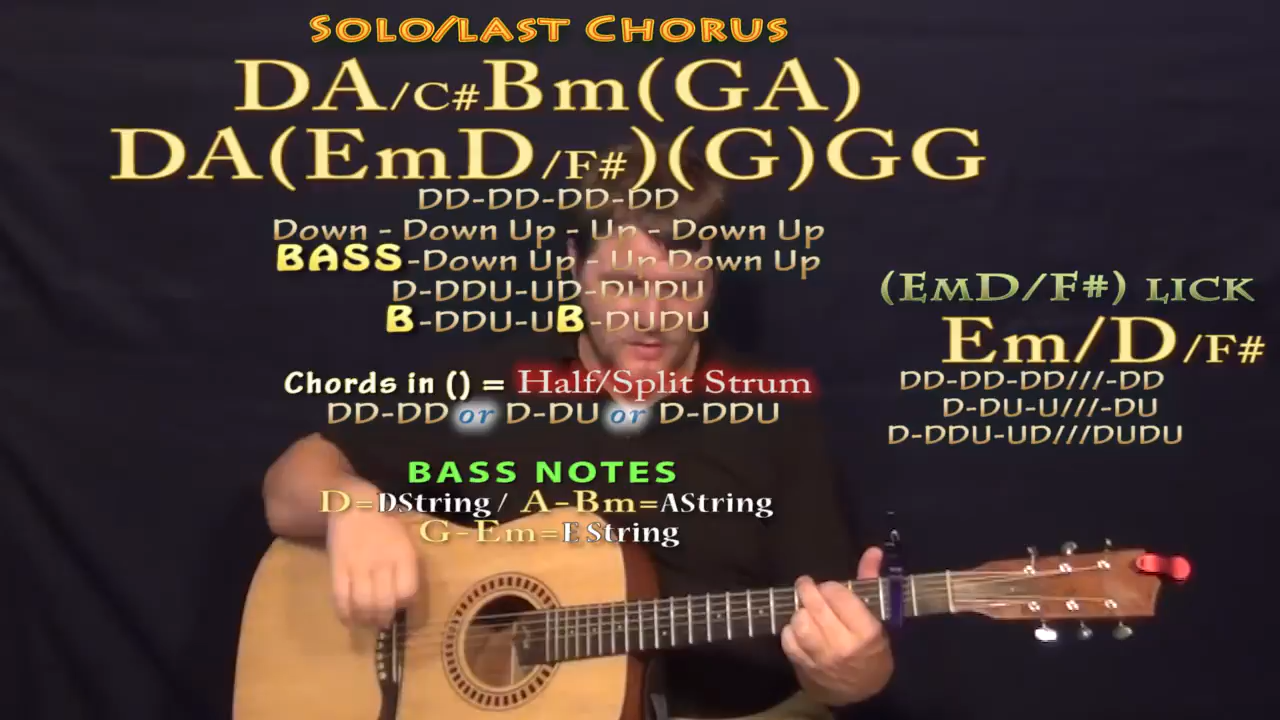 SOLO/LAST CHORUS
DA/C#Bm(GA)
DA(EmD/F#)(G)GG
DD-DD-DD-DD
Down - Down Up - Up - Down Up
BASS-Down Up - Up Down Up
D-DDU-UD-DUDU
B-DDU-UB-DUDU
Chords in () = Half/Split Strum
DD-DD or D-DU or D-DDU
BASS NOTES
D=DString/ A-Bm=AString
G-Em=E String
(EmD/F#) LICK
Em/D/F#
DD-DD-DD///-DD
D-DU-U///-DU
D-DDU-UD///DUDU